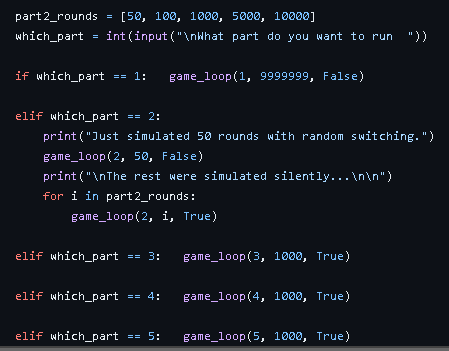 part2_rounds = [50, 100, 1000, 5000, 10000]
which_part = int(input("\nWhat part do you want to run  "))

if which_part == 1:   game_loop(1, 9999999, False)

elif which_part == 2:
    print("Just simulated 50 rounds with random switching.")
    game_loop(2, 50, False)
    print("\nThe rest were simulated silently...\n\n")
    for i in part2_rounds:
        game_loop(2, i, True)

elif which_part == 3:   game_loop(3, 1000, True)

elif which_part == 4:   game_loop(4, 1000, True)

elif which_part == 5:   game_loop(5, 1000, True)